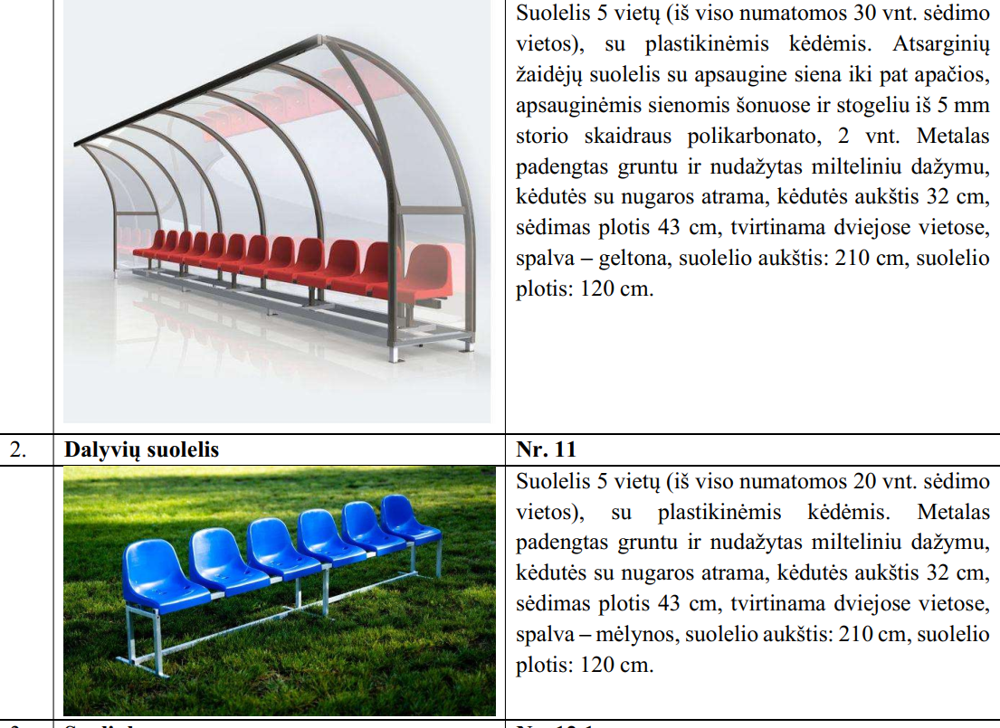 Suolelis 5 vietų (iš viso numatomos 30 vnt. sėdimo
vietos), su plastikinėmis kėdėmis. Atsarginių
žaidėjų suolelis su apsaugine siena iki pat apačios,
apsauginėmis sienomis šonuose ir stogeliu iš 5 mm
storio skaidraus polikarbonato, 2 vnt. Metalas
padengtas gruntu ir nudažytas milteliniu dažymu,
kėdutės su nugaros atrama, kėdutės aukštis 32 cm,
sėdimas plotis 43 cm, tvirtinama dviejose vietose,
spalva – geltona, suolelio aukštis: 210 cm, suolelio
plotis: 120 cm.
2. Dalyvių suolelis Nr. 11
Suolelis 5 vietų (iš viso numatomos 20 vnt. sėdimo
vietos), su plastikinėmis kėdėmis. Metalas
padengtas gruntu ir nudažytas milteliniu dažymu,
kėdutės su nugaros atrama, kėdutės aukštis 32 cm,
sėdimas plotis 43 cm, tvirtinama dviejose vietose,
spalva – mėlynos, suolelio aukštis: 210 cm, suolelio
plotis: 120 cm.